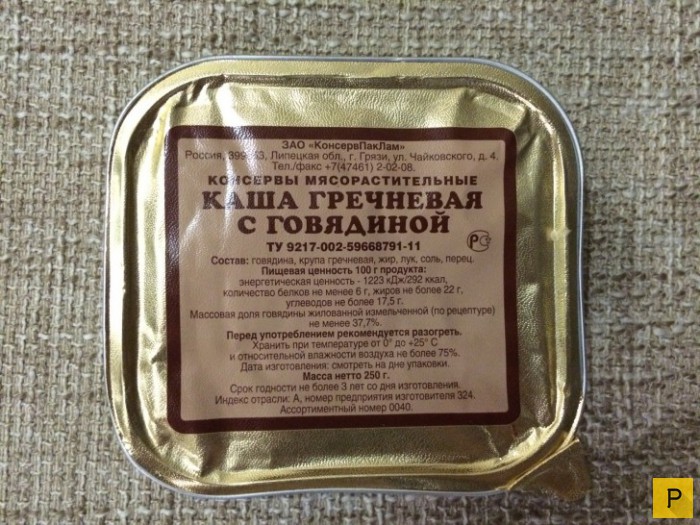 ЗАО «КонсервПакЛам»
Россия, Липецкая обл., г. Грязи, ул. Чайковского, д. 4.
Тел./факс +7(47461) 2-02-08.
КОНСЕРВЫ МЯСОРАСТИТЕЛЬНЫЕ
КАША ГРЕЧНЕВАЯ
С ГОВЯДИНОЙ
ТУ 9217-002-59668791-11
РС
Состав: говядина, крупа гречневая, жир, лук, соль, перец.
Пищевая ценность 100 г продукта:
энергетическая ценность - 1223 кДж/292 ккал,
количество белков не менее 6 г, жиров не более 22 г,
углеводов не более 17,5 г.
Массовая доля говядины жилованной измельченной (по рецептуре)
не менее 37,7%.
Перед употреблением рекомендуется разогреть.
Хранить при температуре от 0° до +25° С
и относительной влажности воздуха не более 75%.
Дата изготовления: смотреть на дне упаковки.
Масса нетто 250 г.
Срок годности не более 3 лет со дня изготовления.
Индекс отрасли: А, номер предприятия изготовителя 324.
Ассортиментный номер 0040.
P